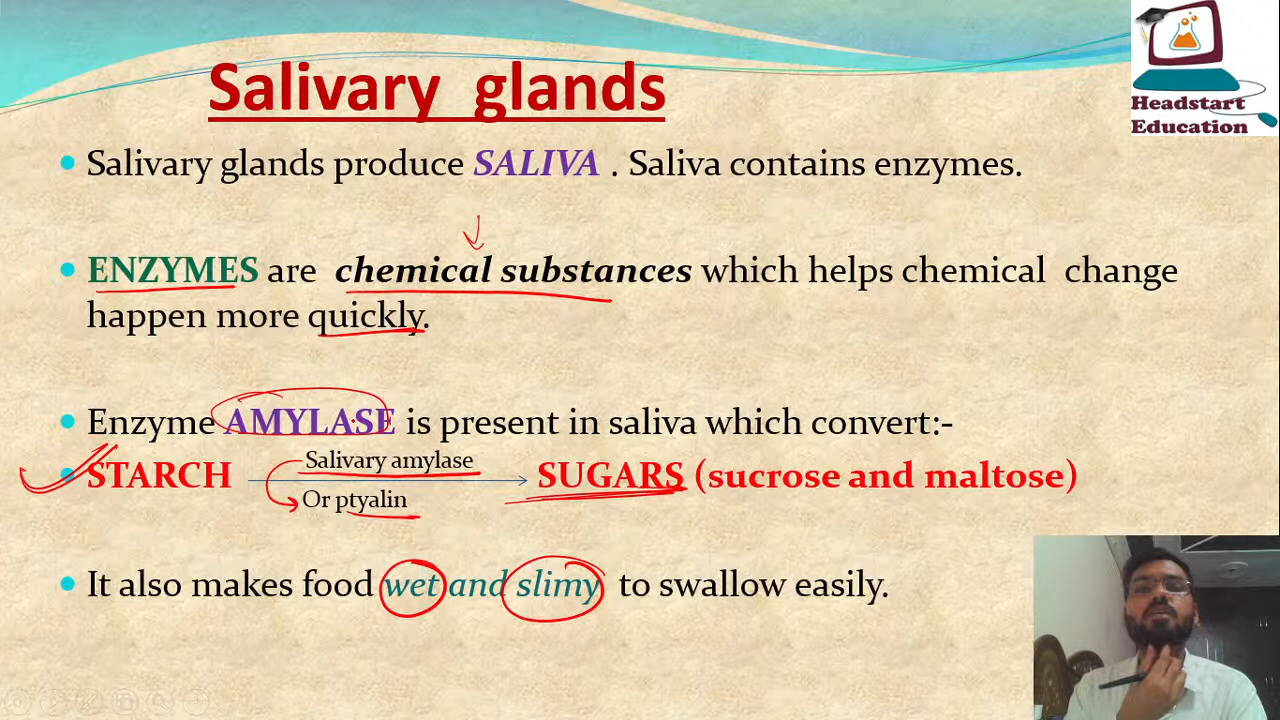 Salivary glands
Headstart
Education
Salivary glands produce SALIVA . Saliva contains enzymes.
ENZYMES are chemical substances which helps chemical change
happen more quickly.
Enzyme AMYLASE is present in saliva which convert:-
STARCH Salivary amylase SUGARS (sucrose and maltose)
Or ptyalin
It also makes food wet and slimy to swallow easily.